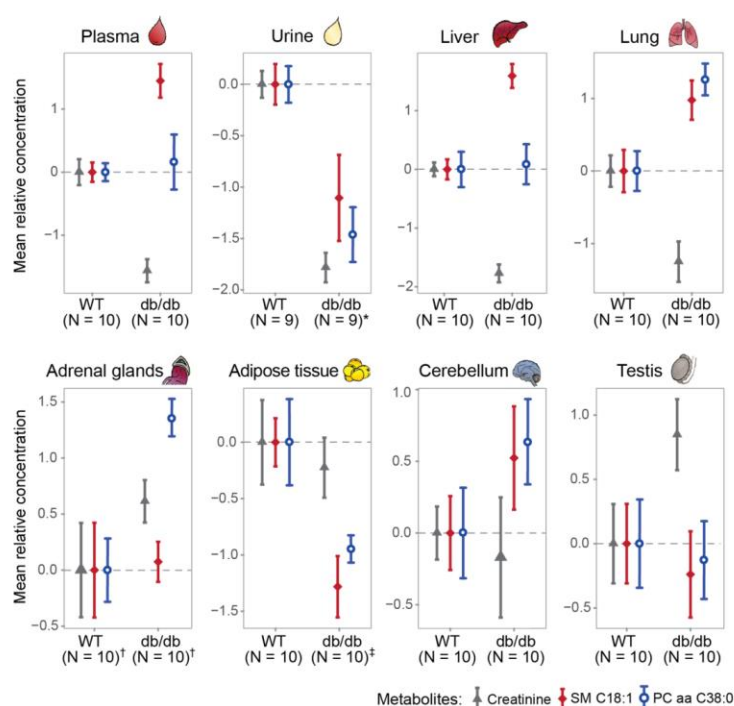 Plasma
Urine
Liver
Lung
Mean relative concentration
1
0
−1
0.0
−0.5
−1.0
−1.5
−2.0
1
0
−1
−2
1
0
−1
WT db/db
(N = 10) (N = 10)
WT db/db
(N = 9) (N = 9)*
WT db/db
(N = 10) (N = 10)
WT db/db
(N = 10) (N = 10)
Adrenal glands
Adipose tissue
Cerebellum
Testis
Mean relative concentration
1.5
1.0
0.5
0.0
−0.5
0.0
−0.5
−1.0
−1.5
1.0
0.5
0.0
−0.5
1.0
0.5
0.0
−0.5
WT db/db
(N = 10)† (N = 10)†
WT db/db
(N = 10) (N = 10)‡
WT db/db
(N = 10) (N = 10)
WT db/db
(N = 10) (N = 10)
Metabolites: Creatinine SM C18:1 PC aa C38:0